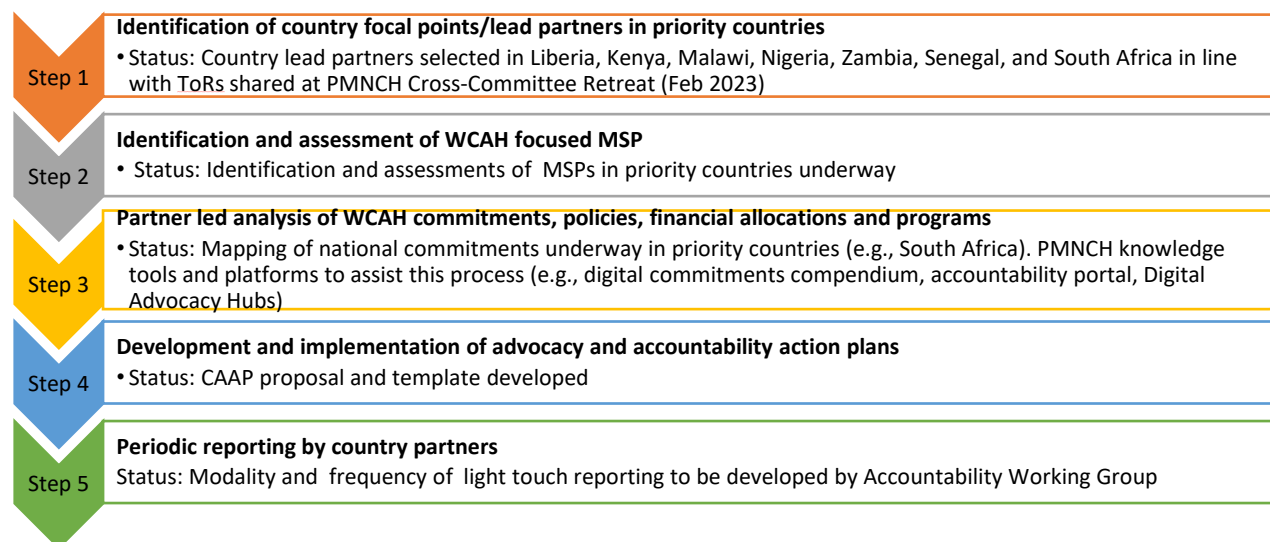 Step 1
Identification of country focal points/lead partners in priority countries
• Status: Country lead partners selected in Liberia, Kenya, Malawi, Nigeria, Zambia, Senegal, and South Africa in line
with ToRs shared at PMNCH Cross-Committee Retreat (Feb 2023)
Step 2
Identification and assessment of WCAH focused MSP
• Status: Identification and assessments of MSPs in priority countries underway
Step 3
Partner led analysis of WCAH commitments, policies, financial allocations and programs
• Status: Mapping of national commitments underway in priority countries (e.g., South Africa). PMNCH knowledge
tools and platforms to assist this process (e.g., digital commitments compendium, accountability portal, Digital
Advocacy Hubs)
Step 4
Development and implementation of advocacy and accountability action plans
• Status: CAAP proposal and template developed
Step 5
Periodic reporting by country partners
Status: Modality and frequency of light touch reporting to be developed by Accountability Working Group